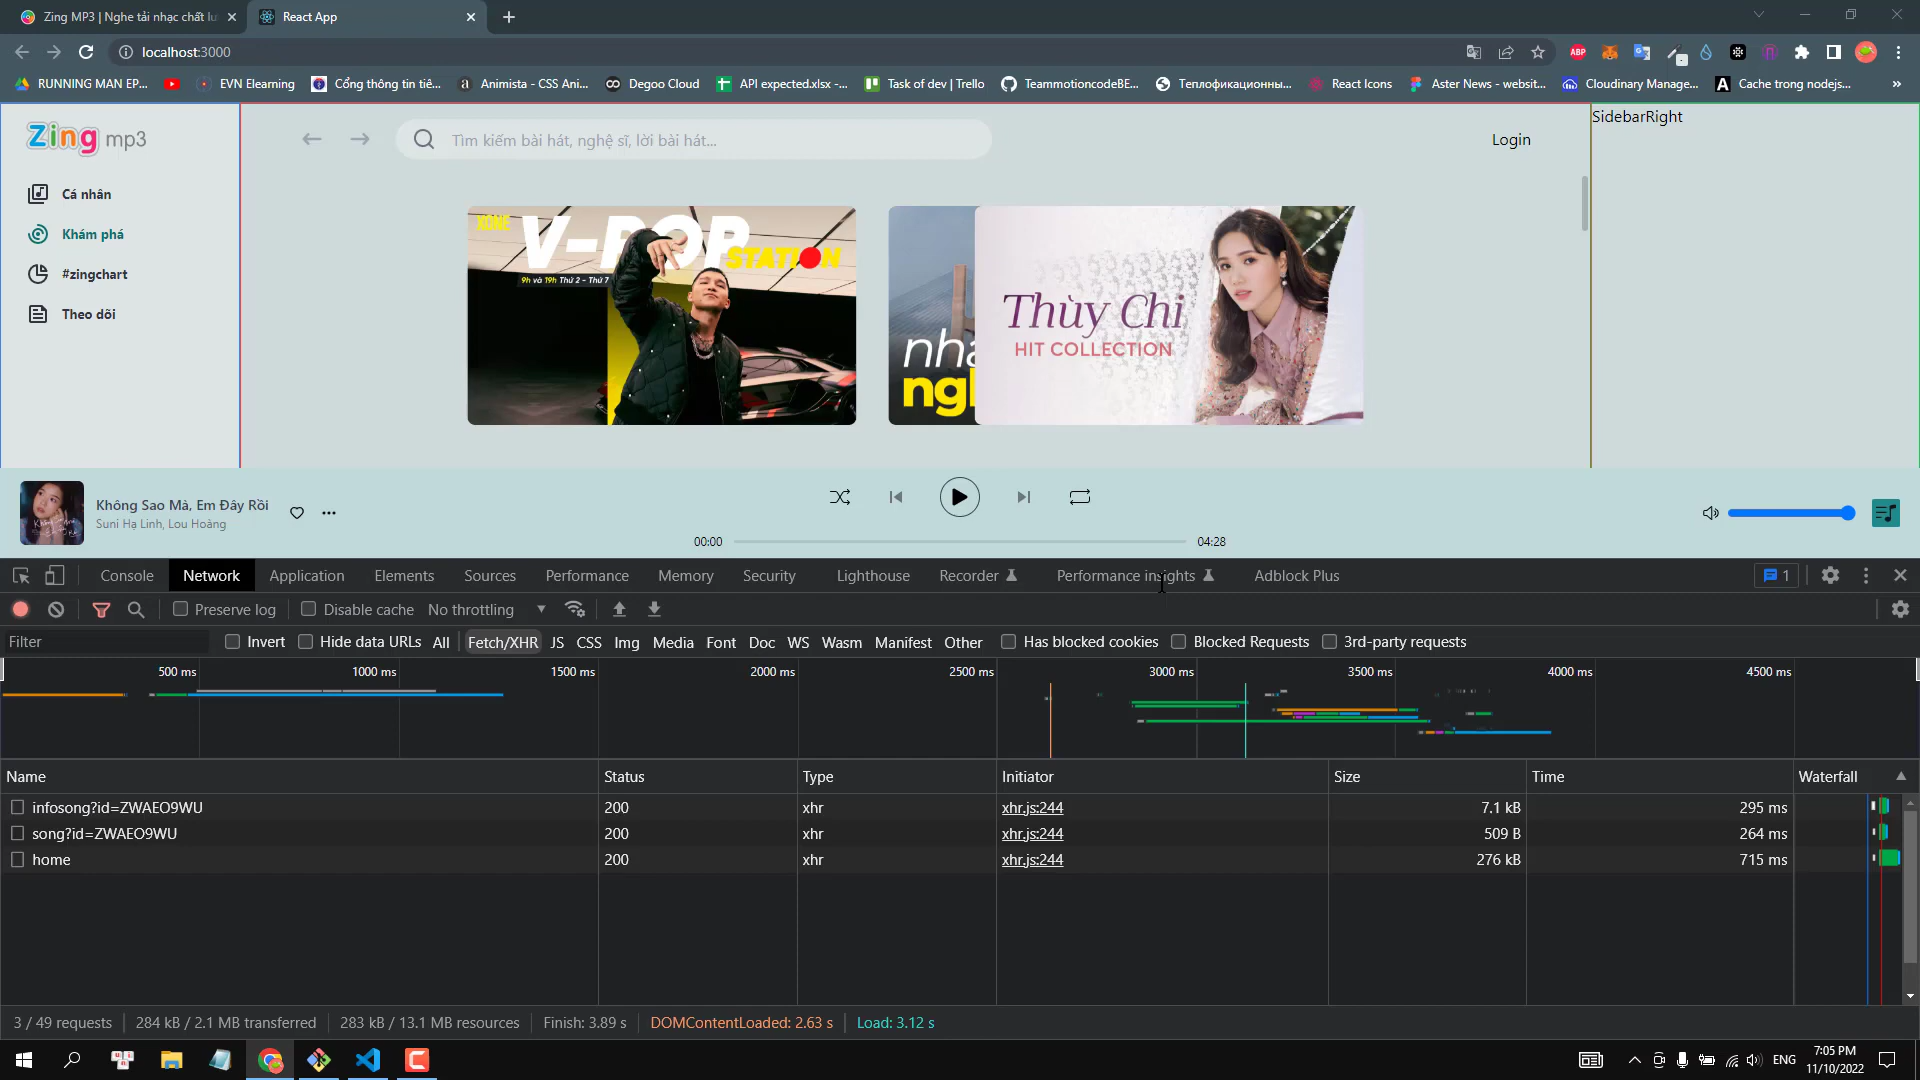 Zing MP3 | Nghe tải nhạc chất lư
React App
localhost:3000
RUNNING MAN EP...
EVN Elearning
Cổng thông tin tiê...
Animista - CSS Ani...
Degoo Cloud
API expected.xlsx -...
Task of dev | Trello
TeammotioncodeBE...
Теплофикационны...
React Icons
Aster News - websit...
Cloudinary Manage...
Cache trong nodejs...
»
Zing mp3
Tìm kiếm bài hát, nghệ sĩ, lời bài hát...
Login
SidebarRight
Cá nhân
Khám phá
#zingchart
Theo dõi
XONE
V-POP
STATION
9h và 19h Thứ 2 - Thứ 7
Thùy Chi
HIT COLLECTION
Không Sao Mà, Em Đây Rồi
Suni Hạ Linh, Lou Hoàng
00:00
04:28
Console
Network
Application
Elements
Sources
Performance
Memory
Security
Lighthouse
Recorder
Performance insights
Adblock Plus
1
Preserve log
Disable cache
No throttling
Filter
Invert
Hide data URLs
All
Fetch/XHR
JS
CSS
Img
Media
Font
Doc
WS
Wasm
Manifest
Other
Has blocked cookies
Blocked Requests
3rd-party requests
500 ms
1000 ms
1500 ms
2000 ms
2500 ms
3000 ms
3500 ms
4000 ms
4500 ms
Name
Status
Type
Initiator
Size
Time
Waterfall
infosong?id=ZWAEO9WU
200
xhr
xhr.js:244
7.1 kB
295 ms
song?id=ZWAEO9WU
200
xhr
xhr.js:244
509 B
264 ms
home
200
xhr
xhr.js:244
276 kB
715 ms
3 / 49 requests
284 kB / 2.1 MB transferred
283 kB / 13.1 MB resources
Finish: 3.89 s
DOMContentLoaded: 2.63 s
Load: 3.12 s
ENG
7:05 PM
11/10/2022